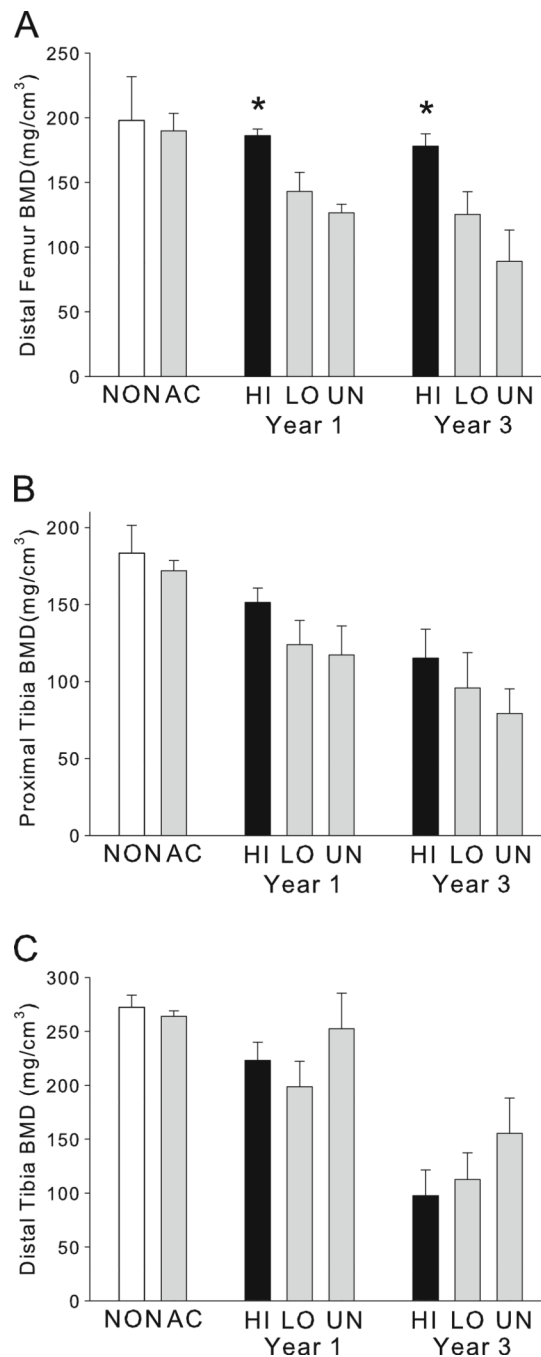 A
Distal Femur BMD(mg/cm³)
250
200
150
100
50
0
*
*
NON AC HI LO UN HI LO UN
Year 1 Year 3
B
Proximal Tibia BMD(mg/cm³)
200
150
100
50
0
NON AC HI LO UN HI LO UN
Year 1 Year 3
C
Distal Tibia BMD (mg/cm³)
300
250
200
150
100
50
0
NON AC HI LO UN HI LO UN
Year 1 Year 3